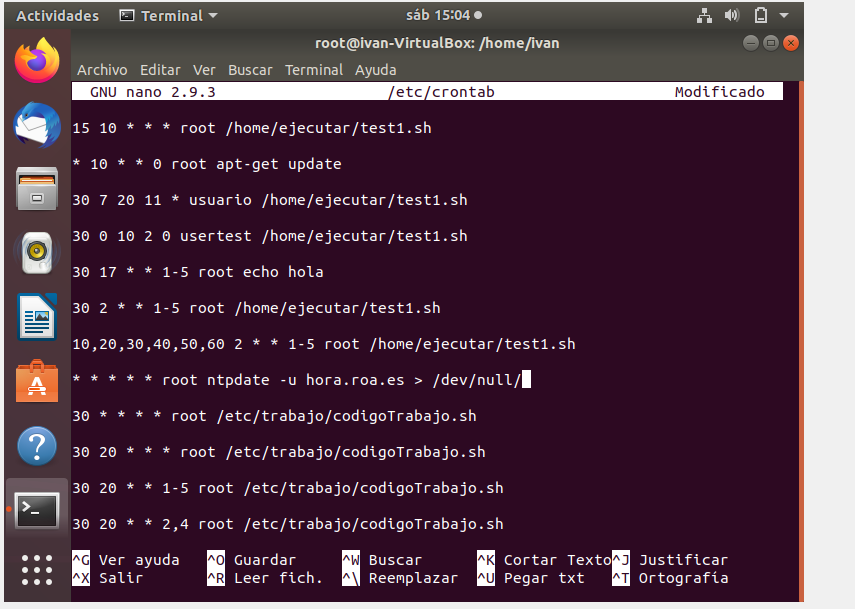 Actividades Terminal sáb 15:04
root@ivan-VirtualBox: /home/ivan
Archivo Editar Ver Buscar Terminal Ayuda
GNU nano 2.9.3 /etc/crontab Modificado
15 10 * * * root /home/ejecutar/test1.sh
* 10 * * 0 root apt-get update
30 7 20 11 * usuario /home/ejecutar/test1.sh
30 0 10 2 0 usertest /home/ejecutar/test1.sh
30 17 * * 1-5 root echo hola
30 2 * * 1-5 root /home/ejecutar/test1.sh
10,20,30,40,50,60 2 * * 1-5 root /home/ejecutar/test1.sh
* * * * * root ntpdate -u hora.roa.es > /dev/null/
30 * * * * root /etc/trabajo/codigoTrabajo.sh
30 20 * * * root /etc/trabajo/codigoTrabajo.sh
30 20 * * 1-5 root /etc/trabajo/codigoTrabajo.sh
30 20 * * 2,4 root /etc/trabajo/codigoTrabajo.sh
^G Ver ayuda ^O Guardar ^W Buscar ^K Cortar Texto ^J Justificar
^X Salir ^R Leer fich. ^\ Reemplazar ^U Pegar txt ^T Ortografía